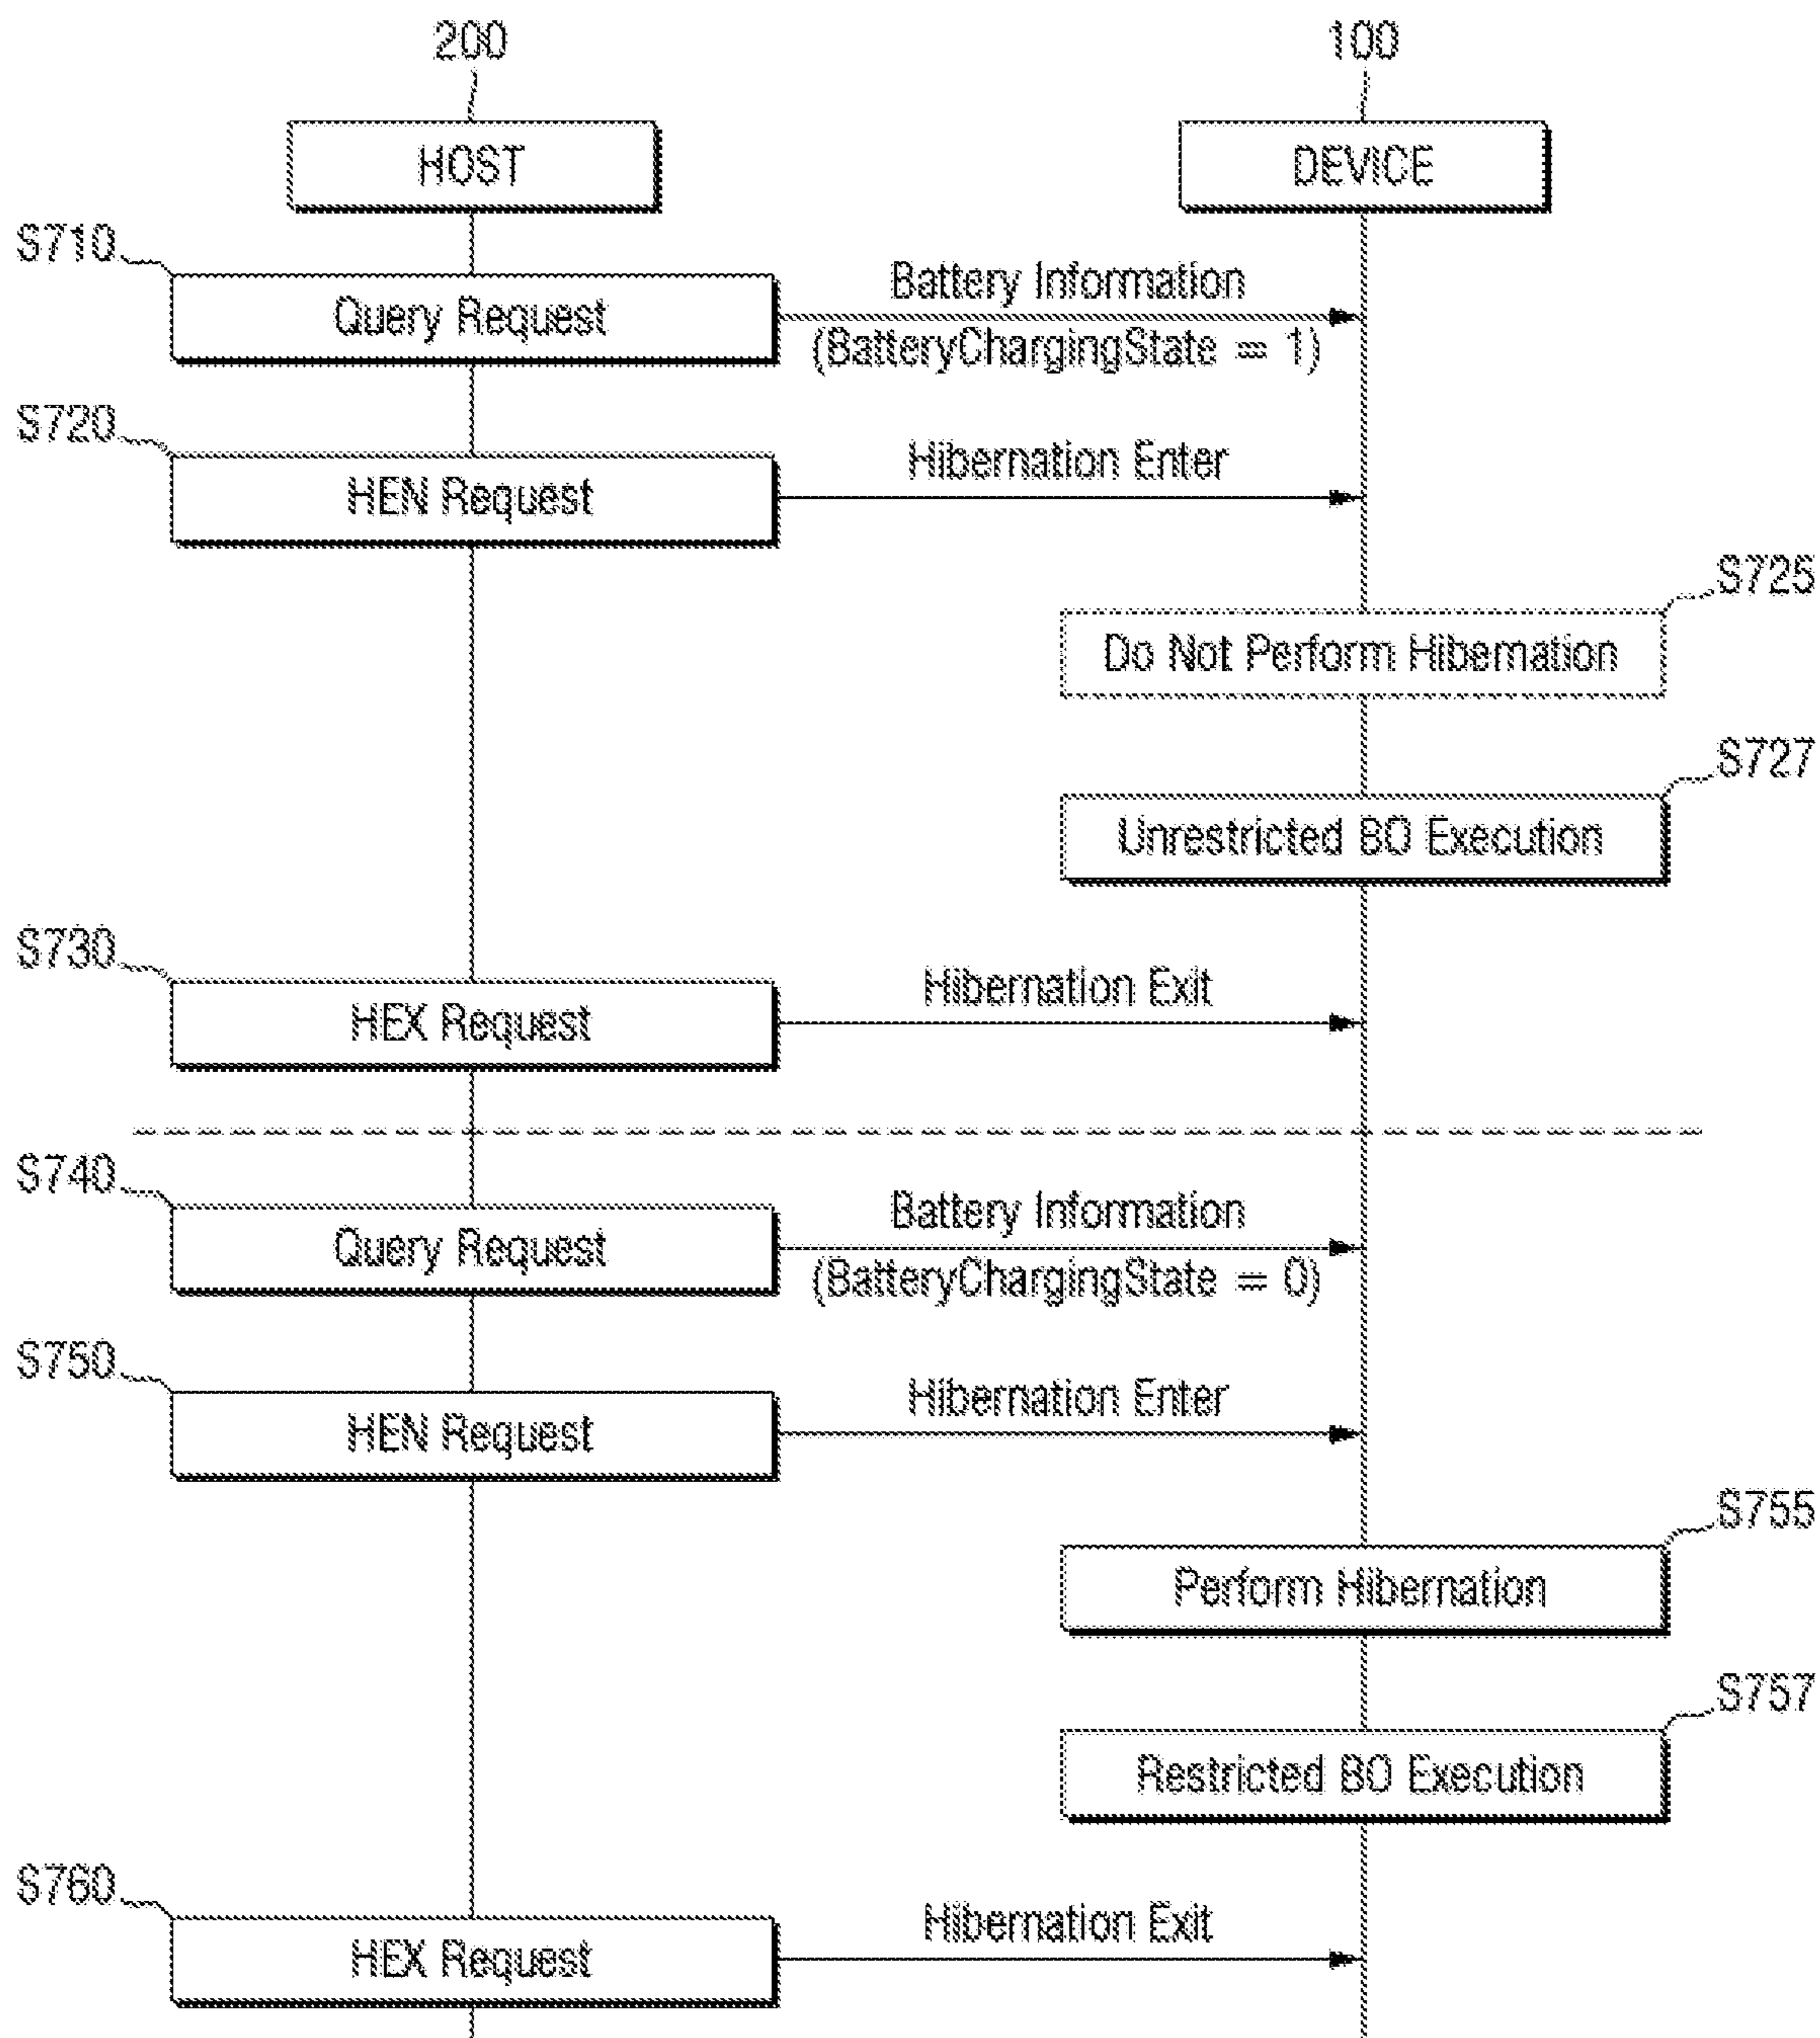 200
100
HOST
DEVICE
S710
Query Request
Battery Information
(BatteryChargingState = 1)
S720
HEN Request
Hibernation Enter
S725
Do Not Perform Hibernation
S727
Unrestricted BO Execution
S730
HEX Request
Hibernation Exit
S740
Query Request
Battery Information
(BatteryChargingState = 0)
S750
HEN Request
Hibernation Enter
S755
Perform Hibernation
S757
Restricted BO Execution
S760
HEX Request
Hibernation Exit